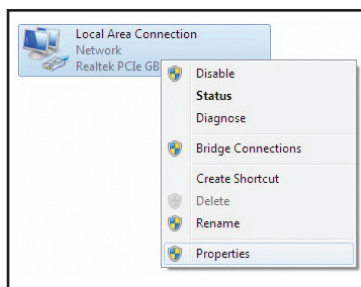 Local Area Connection
Network
Realtek PCIe GB
Disable
Status
Diagnose
Bridge Connections
Create Shortcut
Delete
Rename
Properties